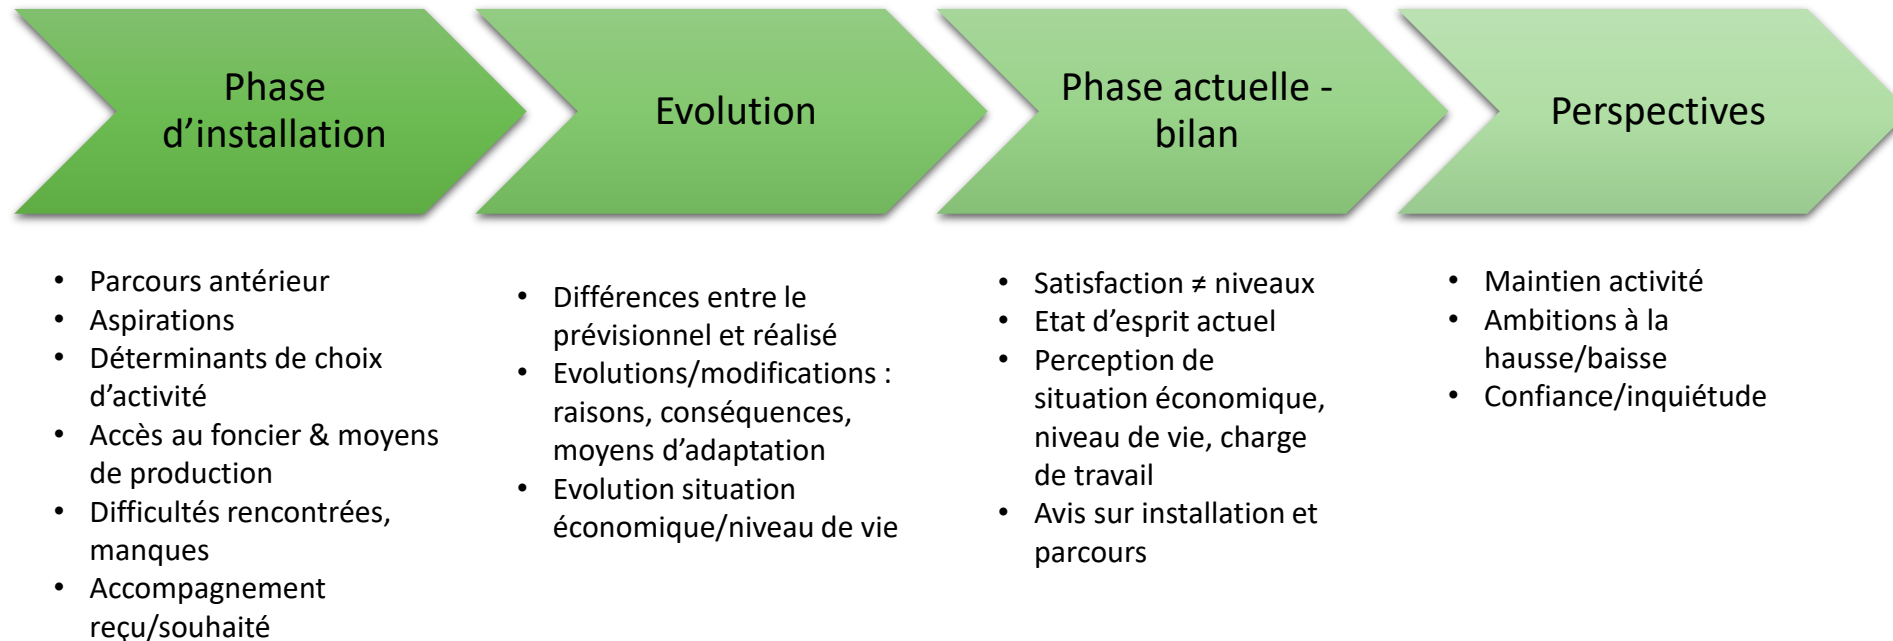 Phase
d’installation
Evolution
Phase actuelle -
bilan
Perspectives
• Parcours antérieur
• Aspirations
• Déterminants de choix
d’activité
• Accès au foncier & moyens
de production
• Difficultés rencontrées,
manques
• Accompagnement
reçu/souhaité
• Différences entre le
prévisionnel et réalisé
• Evolutions/modifications :
raisons, conséquences,
moyens d’adaptation
• Evolution situation
économique/niveau de vie
• Satisfaction ≠ niveaux
• Etat d’esprit actuel
• Perception de
situation économique,
niveau de vie, charge
de travail
• Avis sur installation et
parcours
• Maintien activité
• Ambitions à la
hausse/baisse
• Confiance/inquiétude